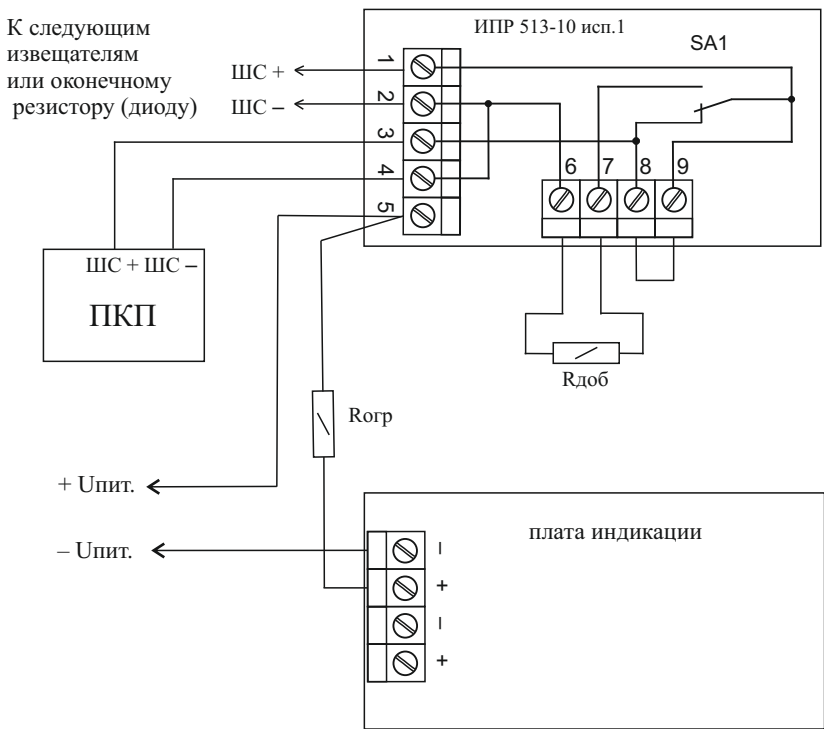 К следующим
извещателям
или оконечному
резистору (диоду)
ИПР 513-10 исп.1
SA1
ШС +
ШС –
1
2
3
4
5
6 7 8 9
ШС + ШС –
ПКП
Rдоб
Rогр
+ Uпит.
– Uпит.
плата индикации
–
+
–
+